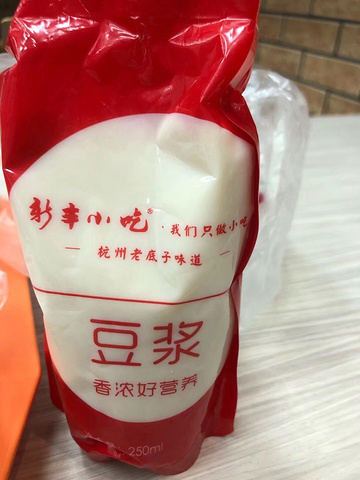 新丰小吃® · 我们只做小吃
— 杭州老底子味道 —
豆浆
香浓好营养
250ml